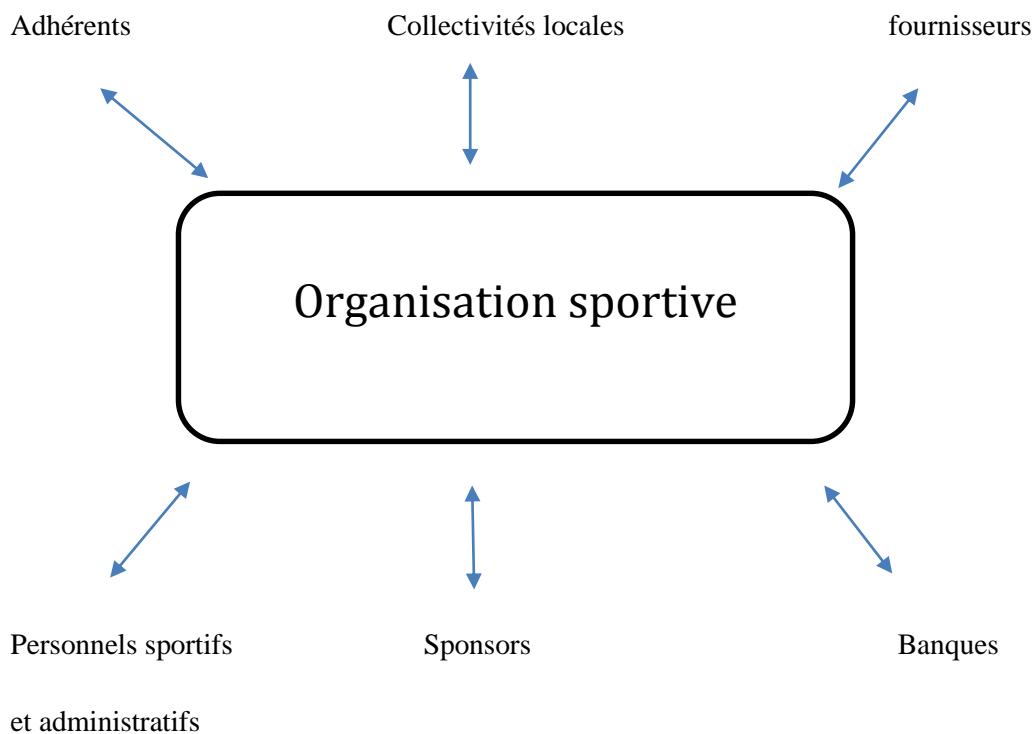 Adhérents Collectivités locales fournisseurs
Organisation sportive
Personnels sportifs Sponsors Banques
et administratifs